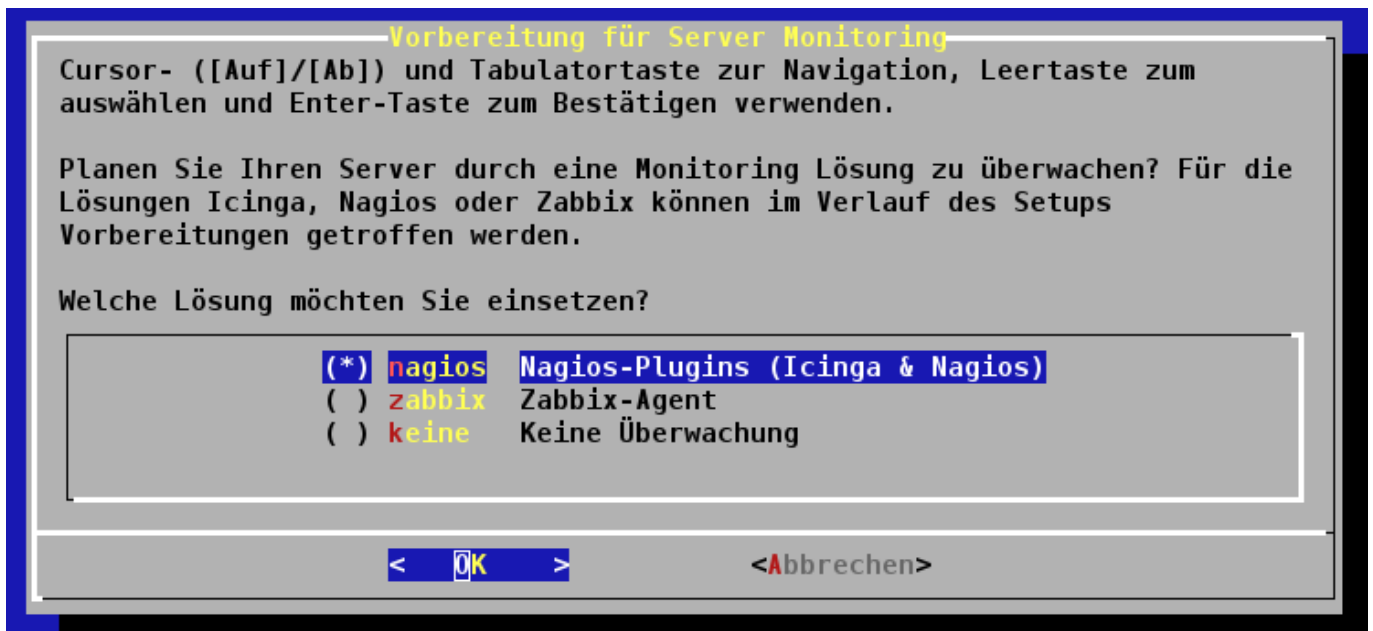 Vorbereitung für Server Monitoring
Cursor- ([Auf]/[Ab]) und Tabulatortaste zur Navigation, Leertaste zum
auswählen und Enter-Taste zum Bestätigen verwenden.
Planen Sie Ihren Server durch eine Monitoring Lösung zu überwachen? Für die
Lösungen Icinga, Nagios oder Zabbix können im Verlauf des Setups
Vorbereitungen getroffen werden.
Welche Lösung möchten Sie einsetzen?
(*) nagios Nagios-Plugins (Icinga & Nagios)
( ) zabbix Zabbix-Agent
( ) keine Keine Überwachung
< OK > <Abbrechen>